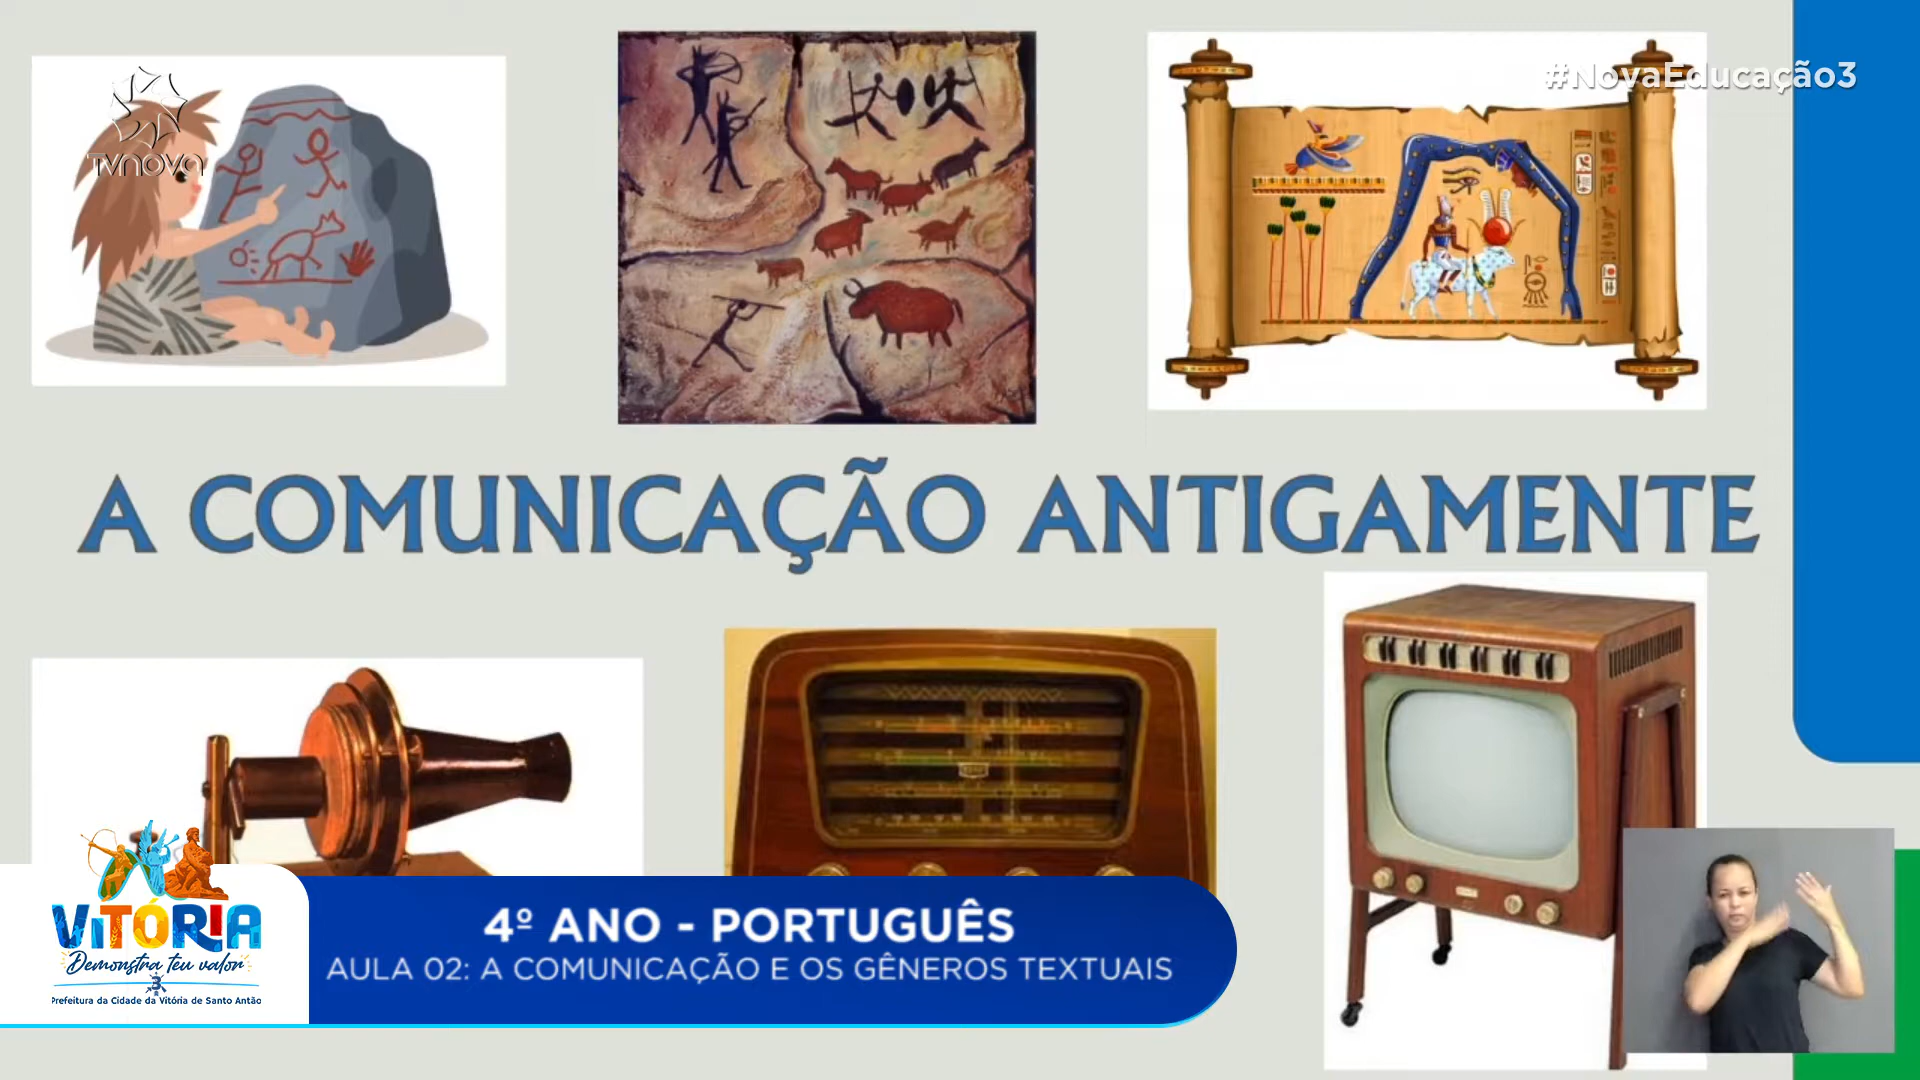 TVNOVA
#NovaEducação3
A COMUNICAÇÃO ANTIGAMENTE
VITÓRIA
Demonstra teu valor
Prefeitura da Cidade da Vitória de Santo Antão
4º ANO - PORTUGUÊS
AULA 02: A COMUNICAÇÃO E OS GÊNEROS TEXTUAIS